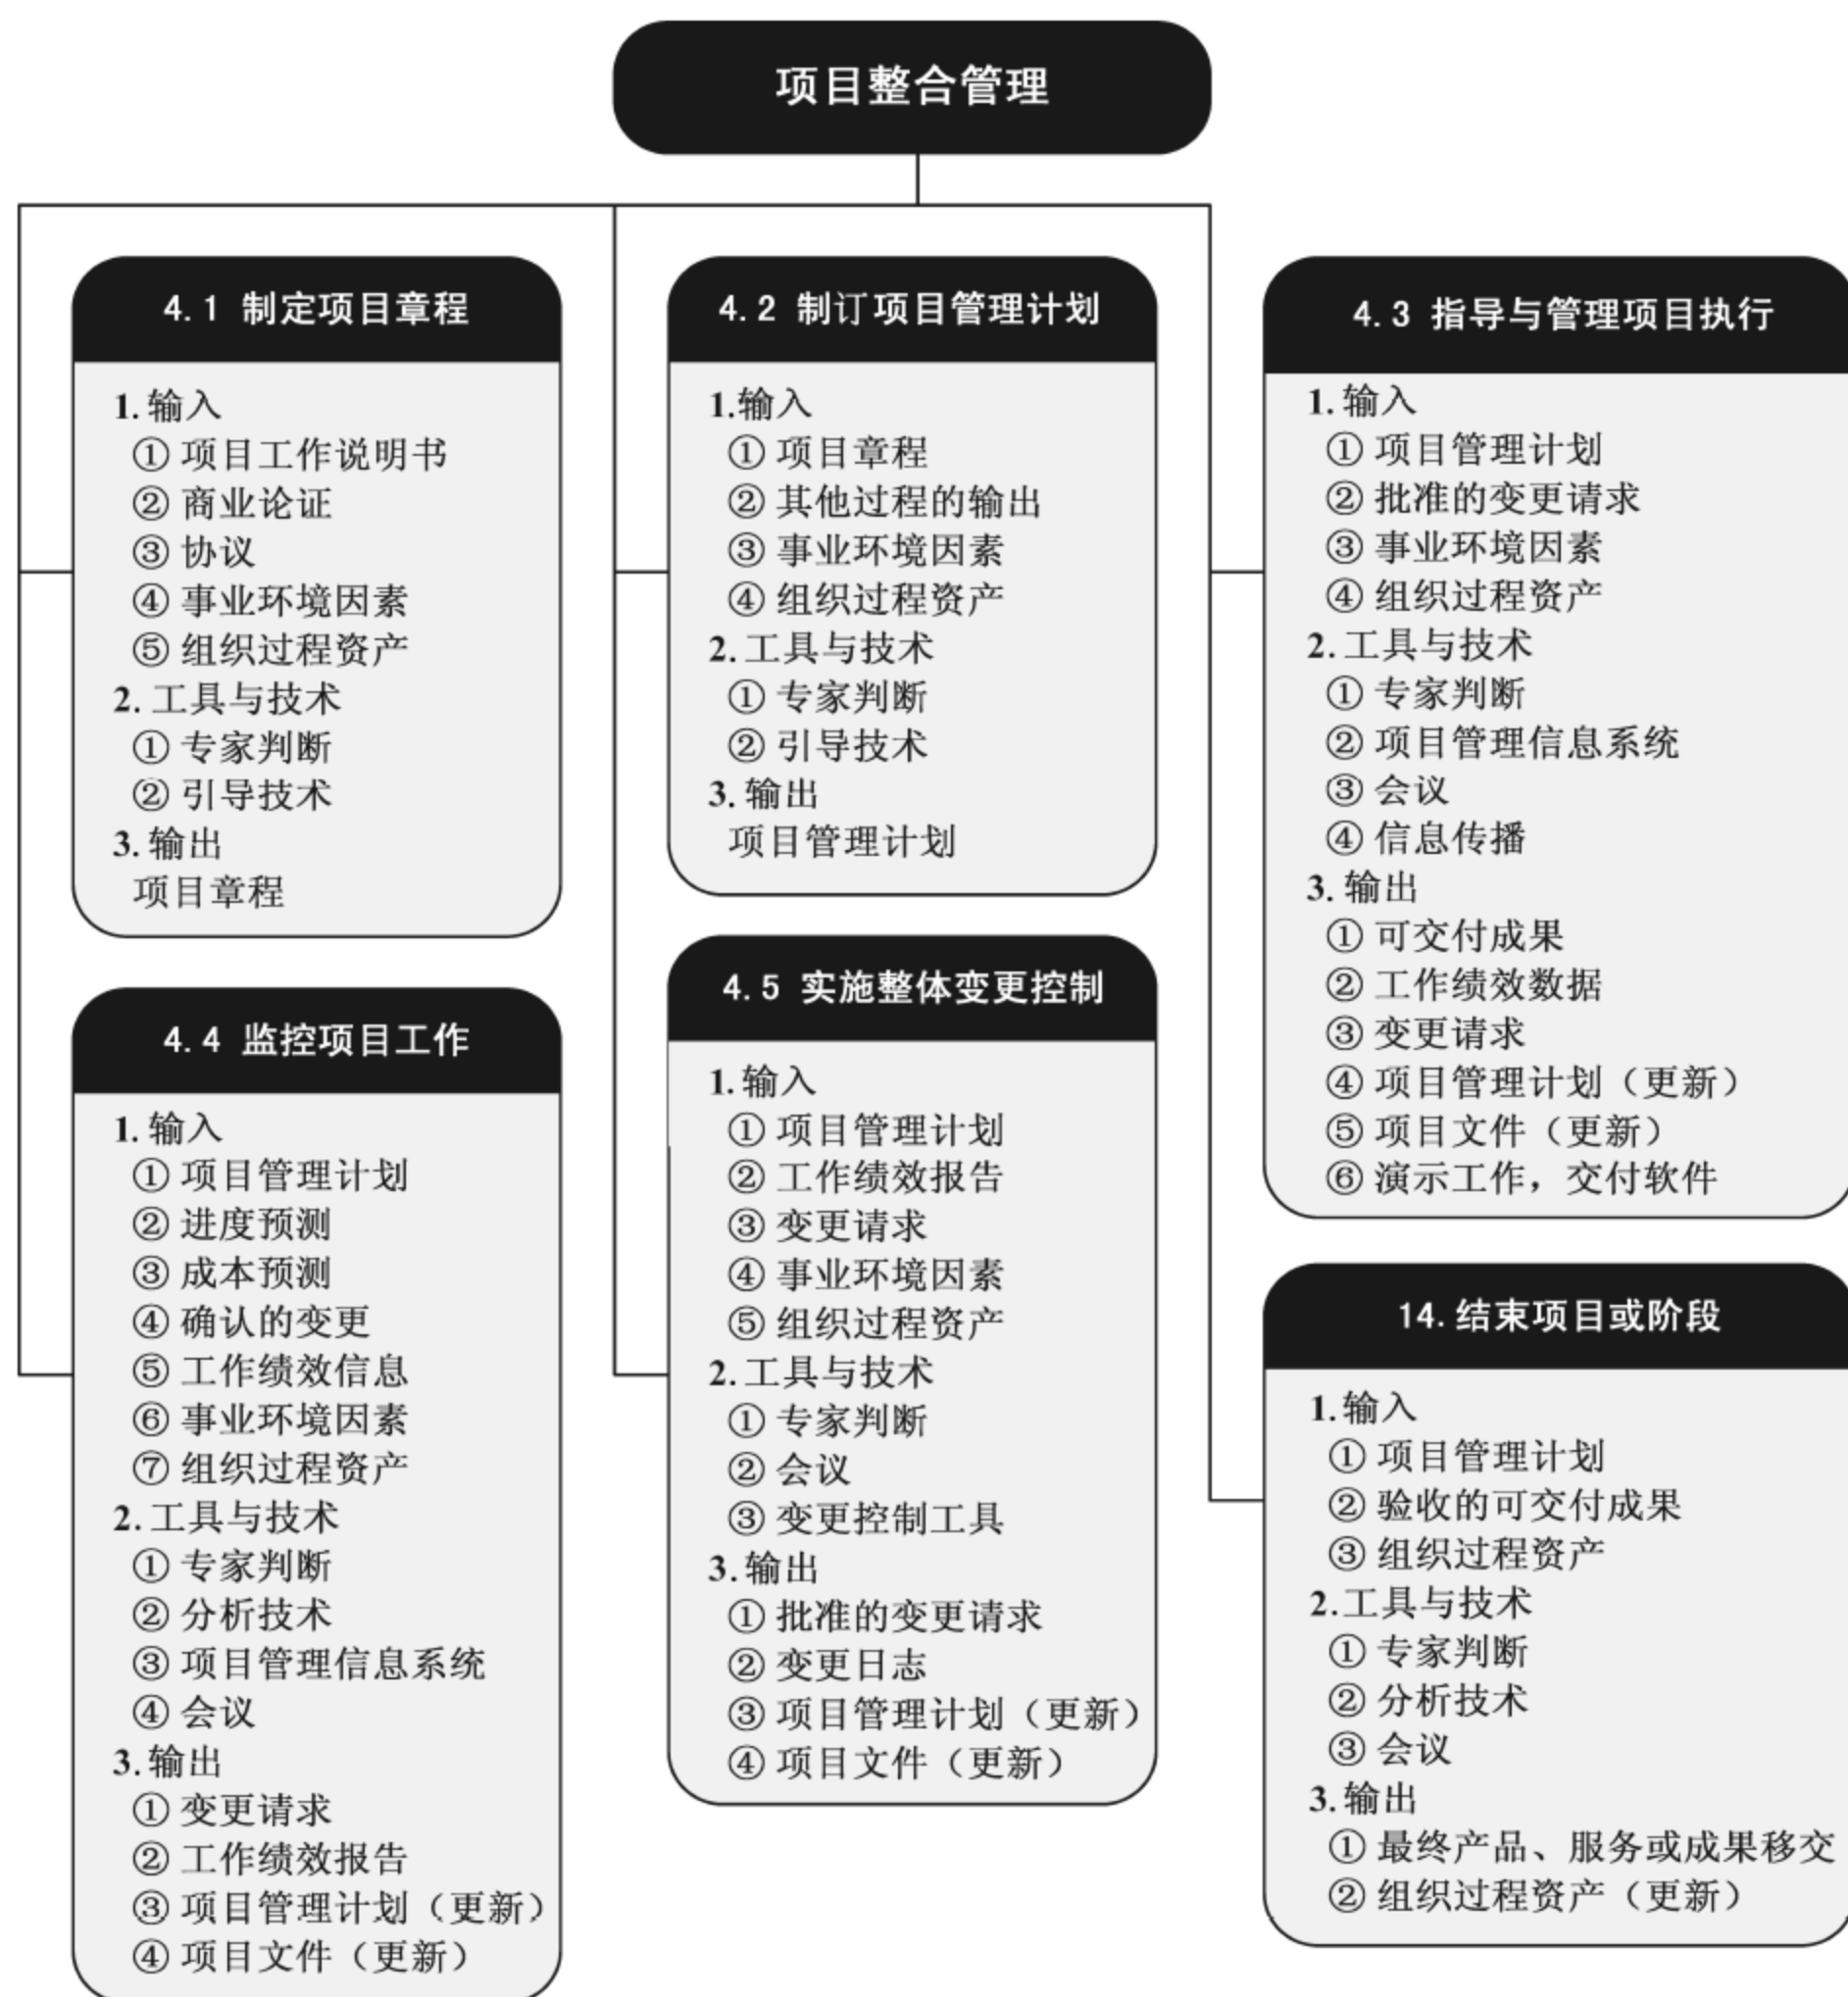 项目整合管理
4.1 制定项目章程
1. 输入
① 项目工作说明书
② 商业论证
③ 协议
④ 事业环境因素
⑤ 组织过程资产
2. 工具与技术
① 专家判断
② 引导技术
3. 输出
项目章程
4.2 制订项目管理计划
1.输入
① 项目章程
② 其他过程的输出
③ 事业环境因素
④ 组织过程资产
2. 工具与技术
① 专家判断
② 引导技术
3. 输出
项目管理计划
4.3 指导与管理项目执行
1. 输入
① 项目管理计划
② 批准的变更请求
③ 事业环境因素
④ 组织过程资产
2. 工具与技术
① 专家判断
② 项目管理信息系统
③ 会议
④ 信息传播
3. 输出
① 可交付成果
② 工作绩效数据
③ 变更请求
④ 项目管理计划（更新）
⑤ 项目文件（更新）
⑥ 演示工作，交付软件
4.4 监控项目工作
1. 输入
① 项目管理计划
② 进度预测
③ 成本预测
④ 确认的变更
⑤ 工作绩效信息
⑥ 事业环境因素
⑦ 组织过程资产
2. 工具与技术
① 专家判断
② 分析技术
③ 项目管理信息系统
④ 会议
3. 输出
① 变更请求
② 工作绩效报告
③ 项目管理计划（更新）
④ 项目文件（更新）
4.5 实施整体变更控制
1. 输入
① 项目管理计划
② 工作绩效报告
③ 变更请求
④ 事业环境因素
⑤ 组织过程资产
2. 工具与技术
① 专家判断
② 会议
③ 变更控制工具
3. 输出
① 批准的变更请求
② 变更日志
③ 项目管理计划（更新）
④ 项目文件（更新）
14. 结束项目或阶段
1. 输入
① 项目管理计划
② 验收的可交付成果
③ 组织过程资产
2.工具与技术
① 专家判断
② 分析技术
③ 会议
3. 输出
① 最终产品、服务或成果移交
② 组织过程资产（更新）